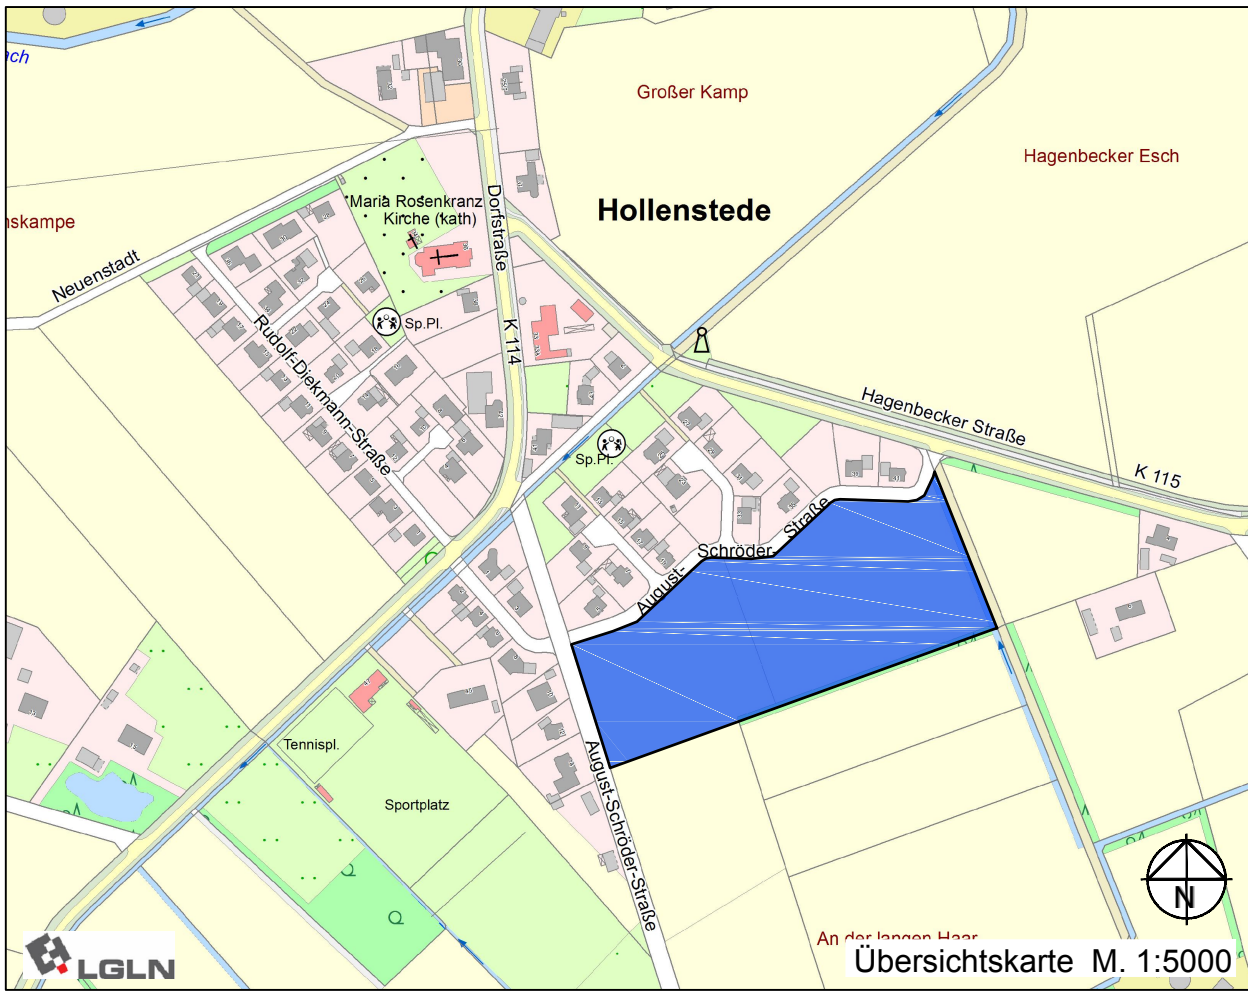 Großer Kamp
Hagenbecker Esch
Hollenstede
Maria Rosenkranz
Kirche (kath)
Dorfstraße
Neuenstadt
Sp.Pl.
K 114
Rudolf-Diekmann-Straße
Hagenbecker Straße
K 115
Sp.Pl.
August-
Schröder-
Straße
Tennispl.
Sportplatz
August-Schröder-Straße
An der langen Haar
N
LGLN
Übersichtskarte M. 1:5000